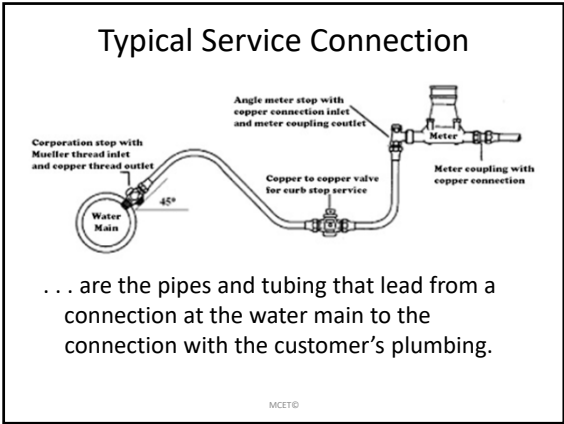 Typical Service Connection
Angle meter stop with
copper connection inlet
and meter coupling coutlet
Meter
Corporation stop with
Mueller thread inlet
and copper thread outlet
Meter coupling with
copper connection
Copper to copper valve
for curb stop service
45°
Water
Main
. . . are the pipes and tubing that lead from a
connection at the water main to the
connection with the customer's plumbing.
MCET©